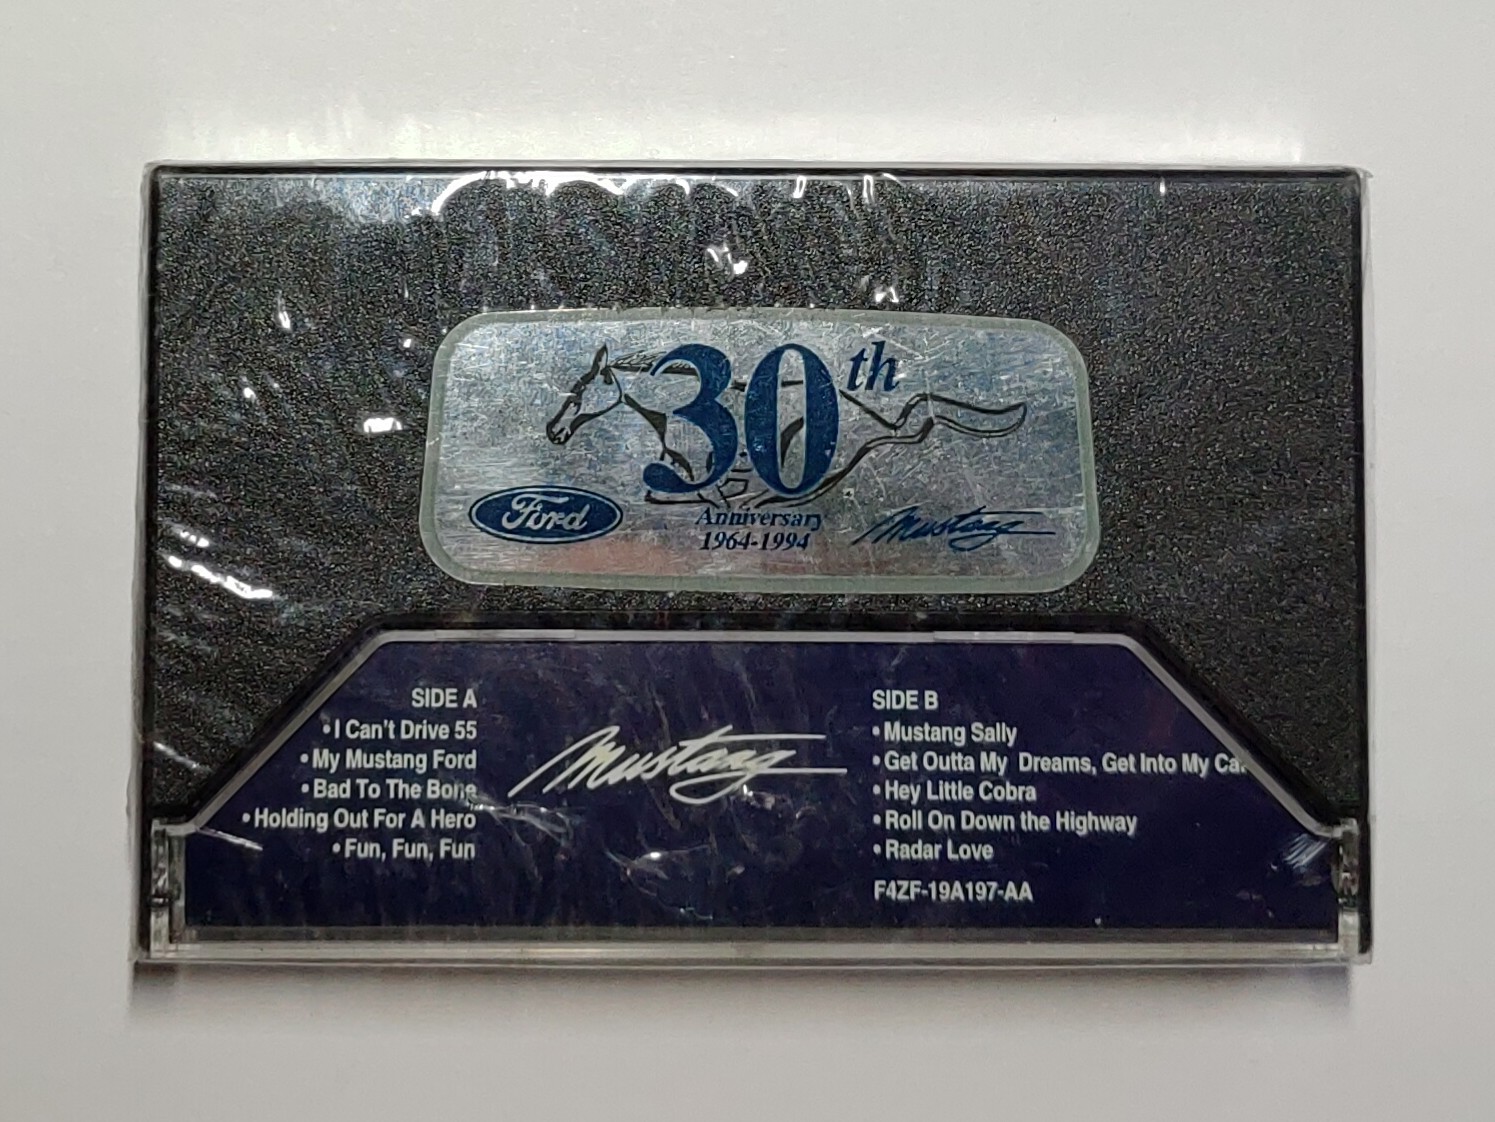 30th
Ford
Anniversary
1964-1994
Mustang
SIDE A
•I Can't Drive 55
•My Mustang Ford
•Bad To The Bone
•Holding Out For A Hero
•Fun, Fun, Fun
Mustang
SIDE B
•Mustang Sally
•Get Outta My Dreams, Get Into My Car
•Hey Little Cobra
•Roll On Down the Highway
•Radar Love
F4ZF-19A197-AA